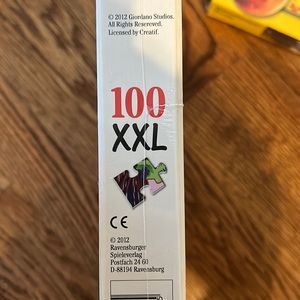 © 2012 Giordano Studios.
All Rights Resereved.
Licensed by Creatif.
100
XXL
CE
© 2012
Ravensburger
Spieleverlag
Postfach 24 60
D-88194 Ravensburg